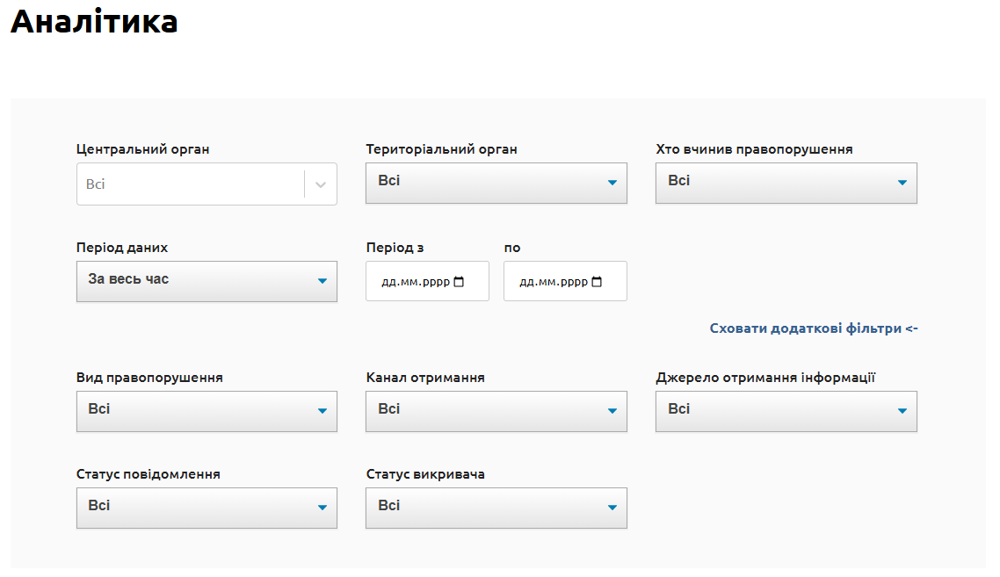 Аналітика
Центральний орган
Територіальний орган
Хто вчинив правопорушення
Всі
Всі
Всі
Період даних
Період з
по
За весь час
дд.мм.рррр
дд.мм.рррр
Сховати додаткові фільтри <-
Вид правопорушення
Канал отримання
Джерело отримання інформації
Всі
Всі
Всі
Статус повідомлення
Статус викривача
Всі
Всі